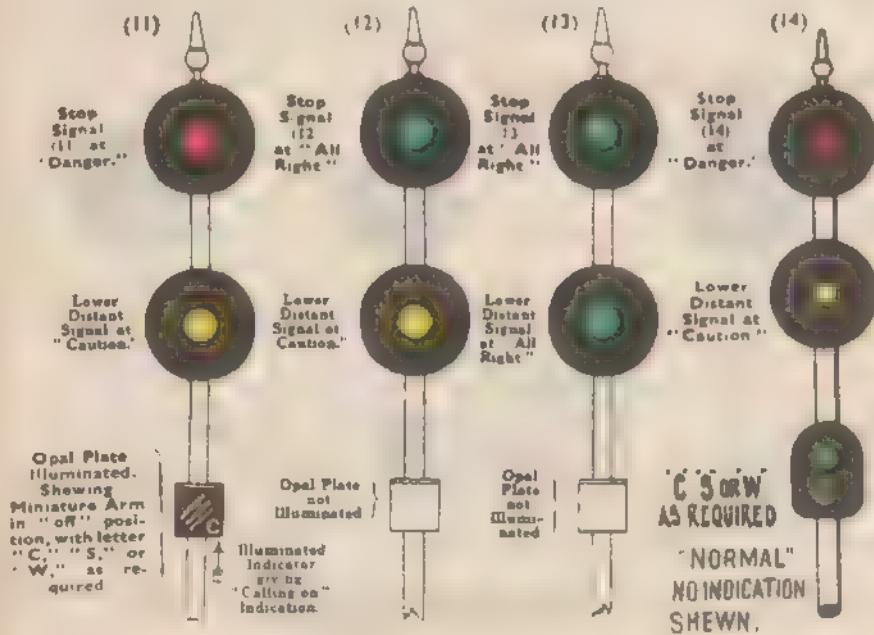 (11)
(12)
(13)
(14)
Stop
Signal
(11 at
"Danger."
Stop
Signal
(12
at "All
Right"
Stop
Signal
13
at "All
Right"
Stop
Signal
(14)
at
"Danger."
Lower
Distant
Signal at
"Caution."
Lower
Distant
Signal at
Caution."
Lower
Distant
Signal
at All
Right"
Lower
Distant
Signal at
"Caution"
Opal Plate
Illuminated.
Shewing
Miniature Arm
in "off" posi-
tion, with letter
"C," "S," or
"W," as re-
quired
C
Illuminated
Indicator
"Calling on"
Indication
Opal Plate
not
Illuminated
Opal
Plate
not
Illumi-
nated
"C" "S" or "W"
AS REQUIRED
"NORMAL"
NO INDICATION
SHEWN.